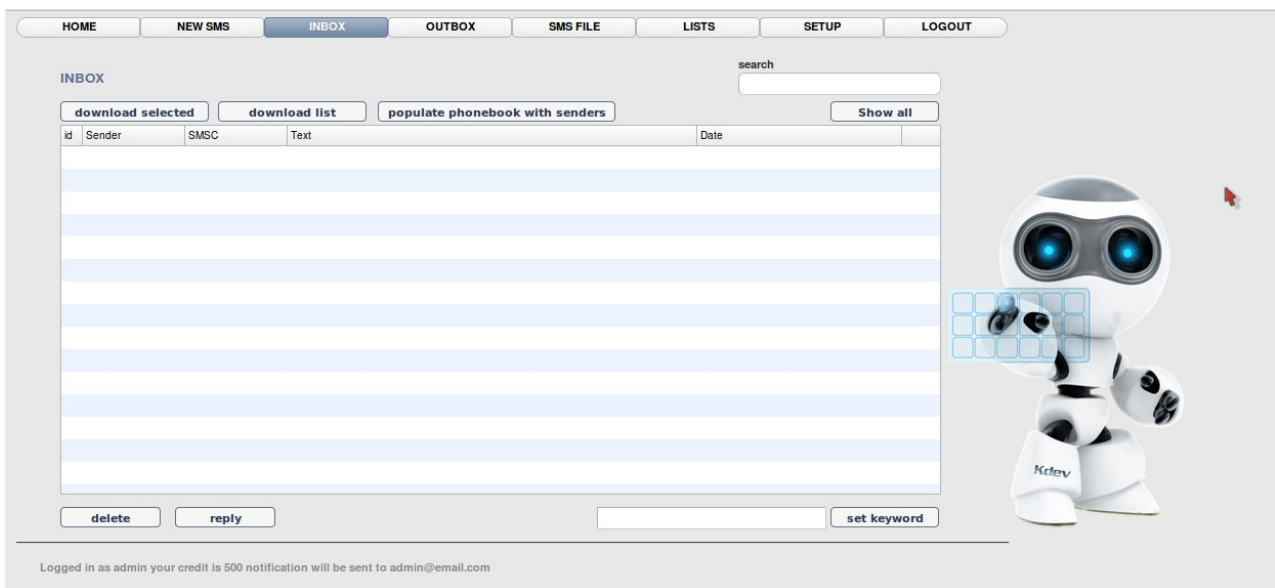 HOME NEW SMS INBOX OUTBOX SMS FILE LISTS SETUP LOGOUT
search
INBOX
download selected download list populate phonebook with senders Show all
id Sender SMSC Text Date
Kdev
delete reply set keyword
Logged in as admin your credit is 500 notification will be sent to admin@email.com